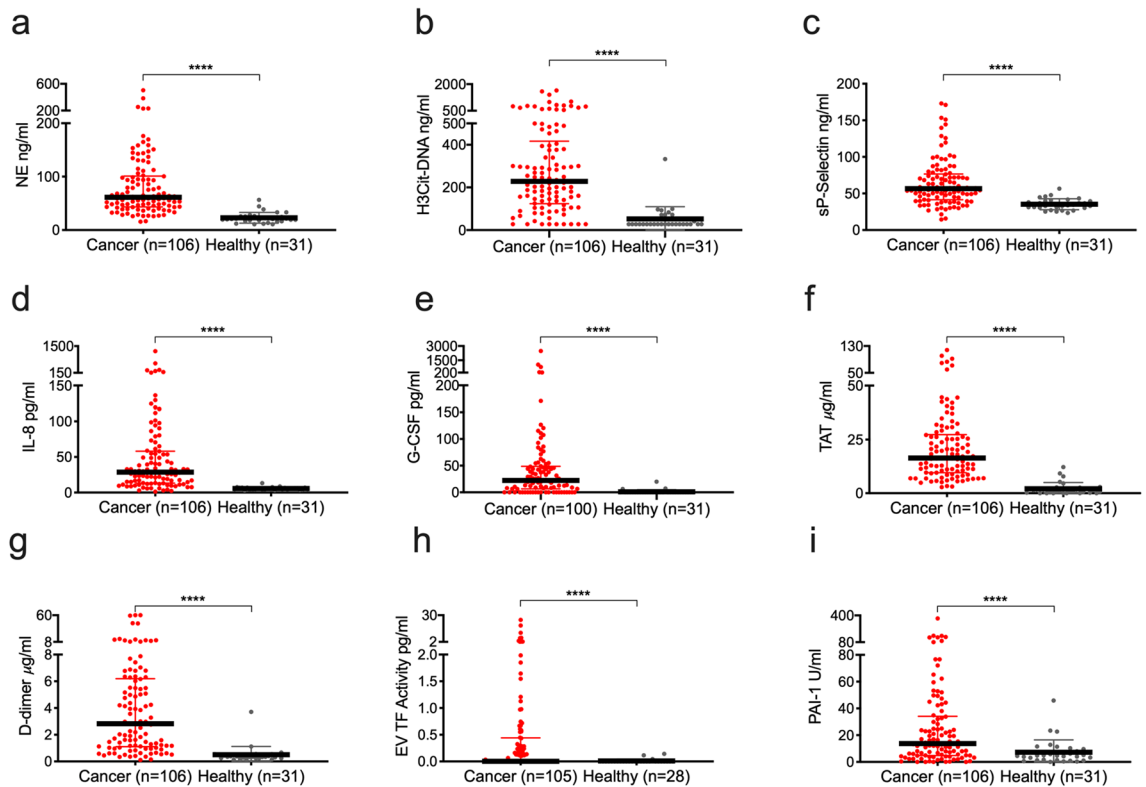 a
NE ng/ml
600
200
200
100
0
****
Cancer (n=106) Healthy (n=31)
b
H3Cit-DNA ng/ml
2000
500
500
400
200
0
****
Cancer (n=106) Healthy (n=31)
c
sP-Selectin ng/ml
200
150
100
50
0
****
Cancer (n=106) Healthy (n=31)
d
IL-8 pg/ml
1500
200
150
100
50
0
****
Cancer (n=106) Healthy (n=31)
e
G-CSF pg/ml
3000
1500
200
200
150
100
50
0
****
Cancer (n=100) Healthy (n=31)
f
TAT µg/ml
130
50
50
25
0
****
Cancer (n=106) Healthy (n=31)
g
D-dimer µg/ml
60
8
8
6
4
2
0
****
Cancer (n=106) Healthy (n=31)
h
EV TF Activity pg/ml
30
2
2.0
1.5
1.0
0.5
0.0
****
Cancer (n=105) Healthy (n=28)
i
PAI-1 U/ml
400
80
80
60
40
20
0
****
Cancer (n=106) Healthy (n=31)